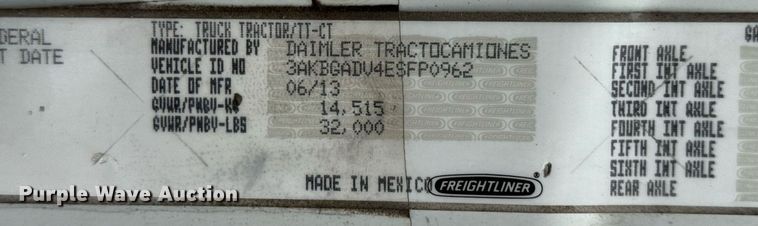 TYPE: TRUCK TRACTOR/TT-CT
DERAL
MANUFACTURED BY DAIMLER TRACTOCAMIONES
T DATE
VEHICLE ID NO 3AKBGADV4ESFP0962
DATE OF MFR 06/13
GVWR/PNBV-KG 14,515
GVWR/PNBV-LBS 32,000
MADE IN MEXICO FREIGHTLINER
GA
FRONT AXLE
FIRST INT AXLE
SECOND INT AXLE
THIRD INT AXLE
FOURTH INT AXLE
FIFTH INT AXLE
SIXTH INT AXLE
REAR AXLE
Purple Wave Auction